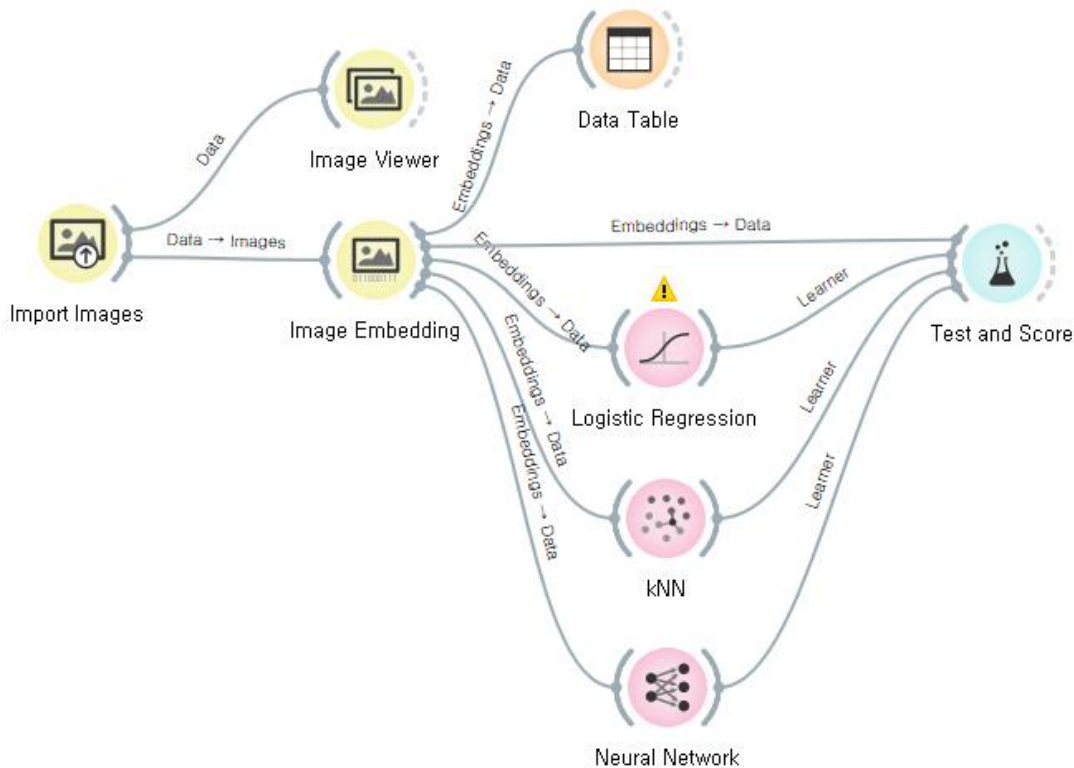 Data Table
Embeddings → Data
Data
Image Viewer
Embeddings → Data
Data → Images
Import Images
Image Embedding
011000111
Embeddings → Data
Learner
Test and Score
Logistic Regression
Embeddings → Data
Learner
Embeddings → Data
Learner
kNN
Neural Network